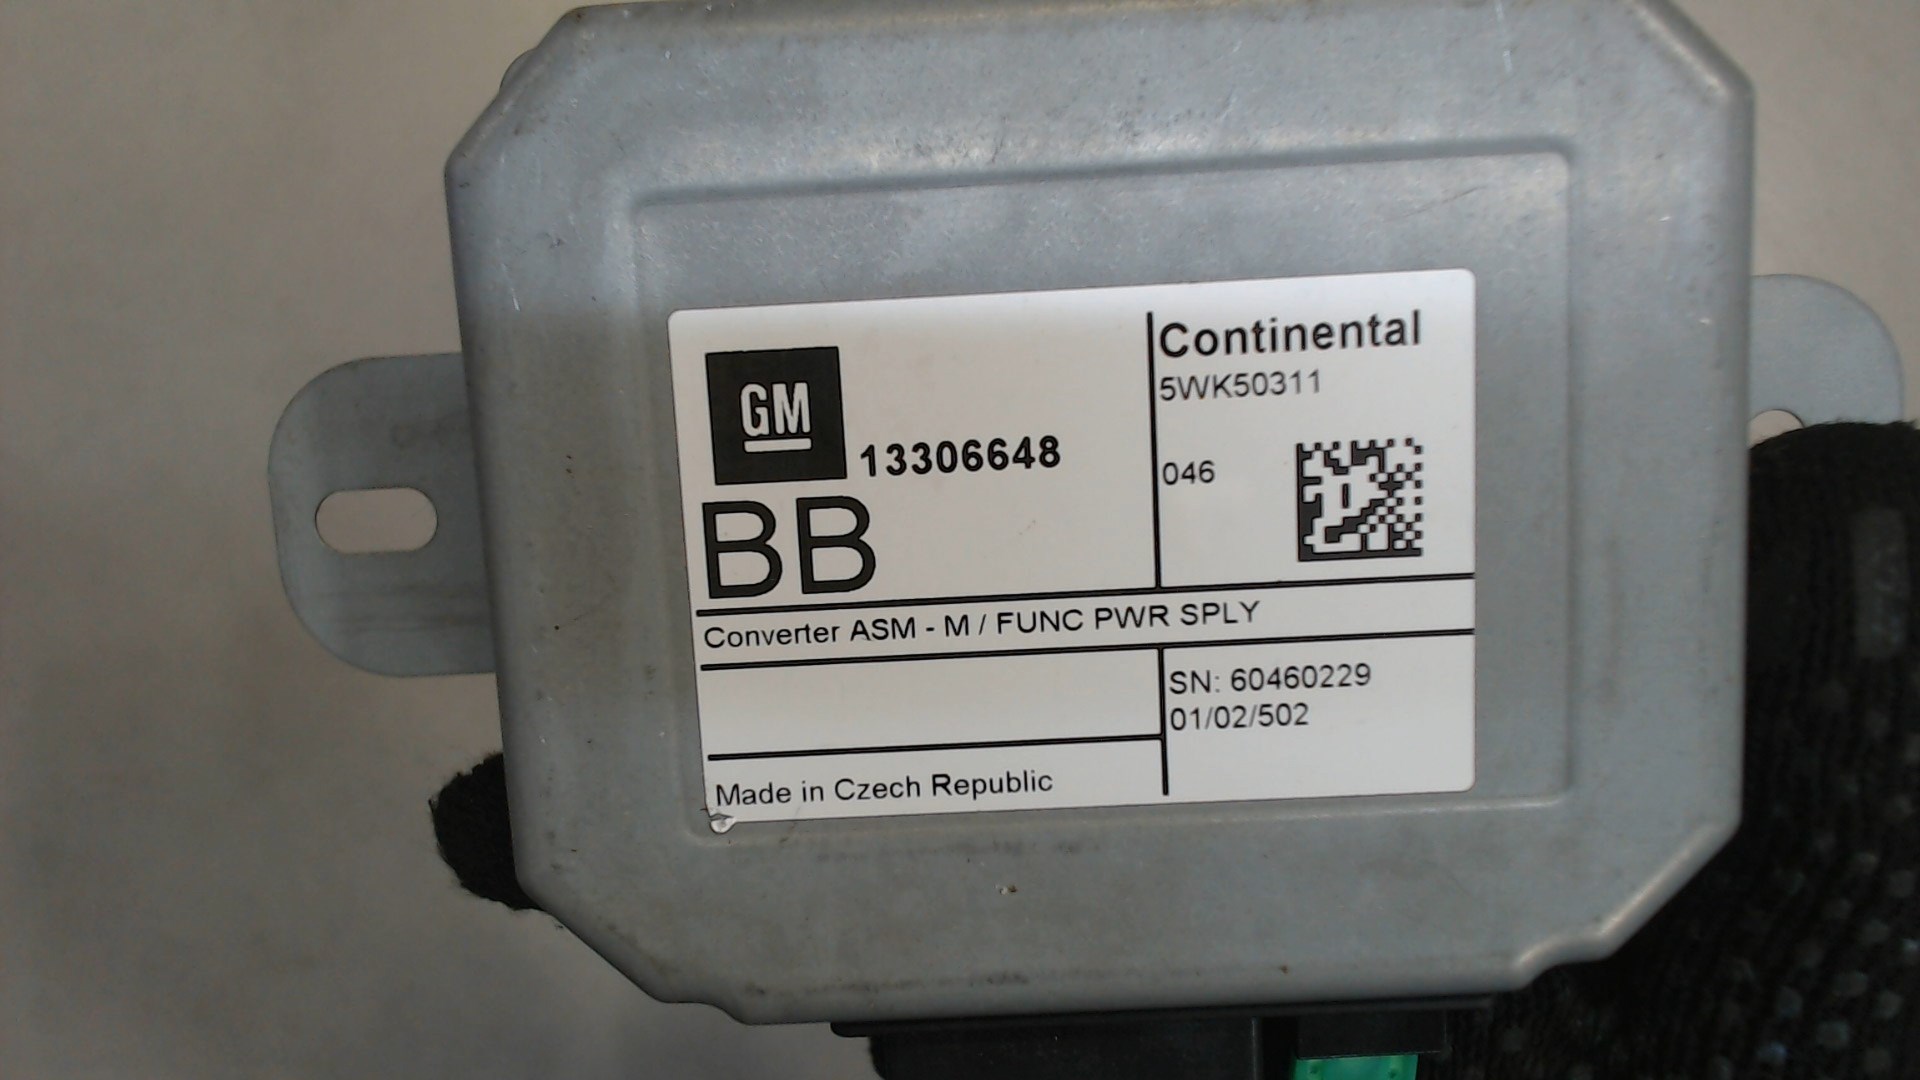 GM
13306648
BB
Continental
5WK50311
046
Converter ASM - M / FUNC PWR SPLY
SN: 60460229
01/02/502
Made in Czech Republic